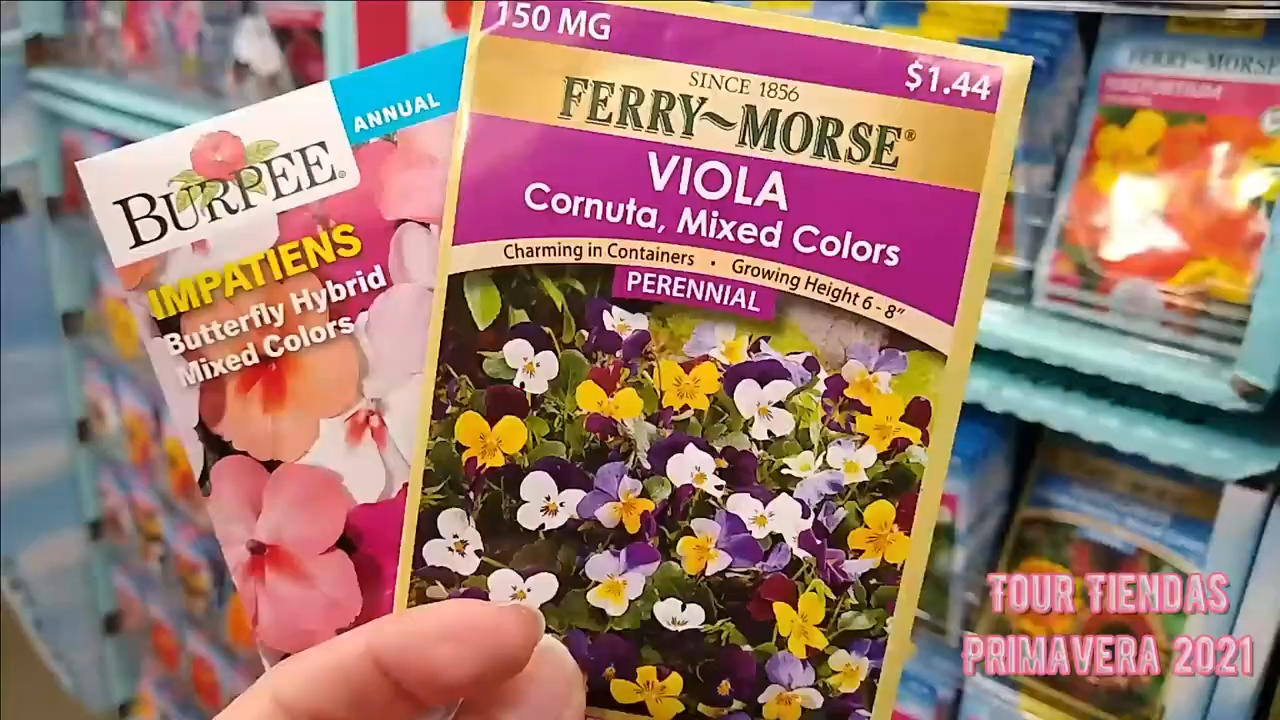 BURPEE
ANNUAL
IMPATIENS
Butterfly Hybrid
Mixed Colors
150 MG
$1.44
SINCE 1856
FERRY~MORSE®
VIOLA
Cornuta, Mixed Colors
Charming in Containers • Growing Height 6 - 8"
PERENNIAL
FERRY-MORSE
TOUR TIENDAS
PRIMAVERA 2021